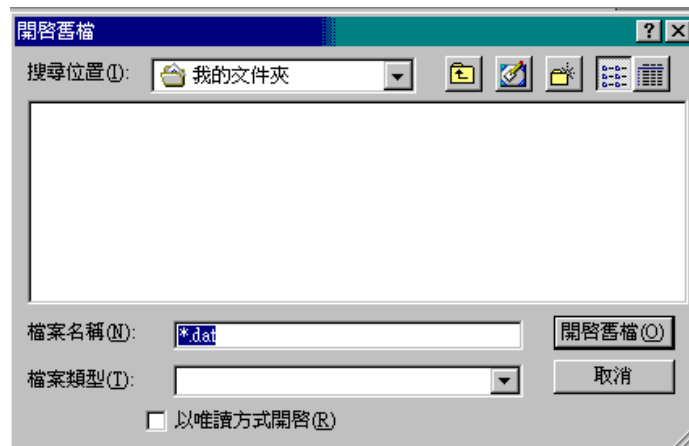 開啓舊檔
搜尋位置(I): 我的文件夾
檔案名稱(N): *.dat 開啓舊檔(O)
檔案類型(T): 取消
以唯讀方式開啓(R)